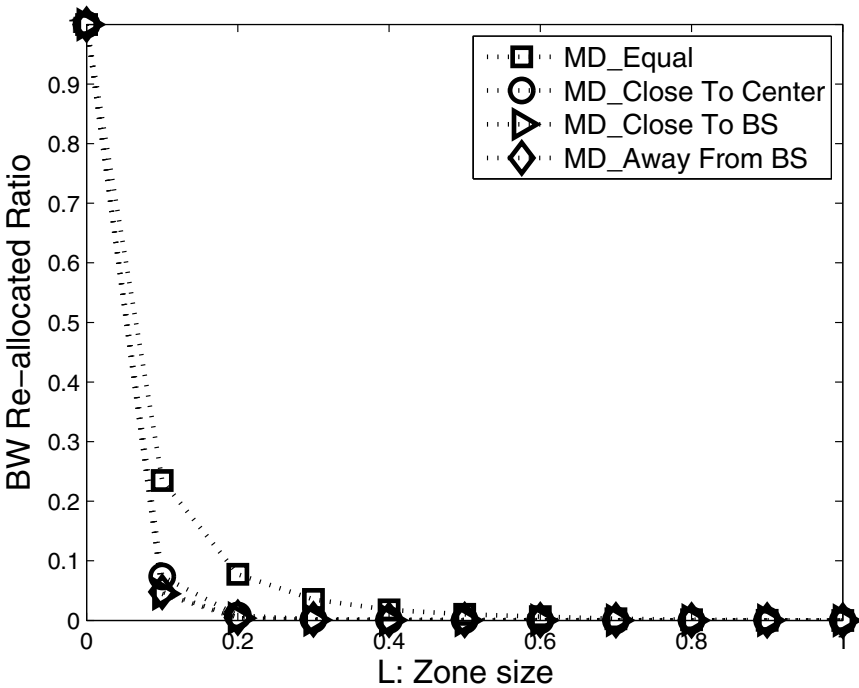 MD_Equal
MD_Close To Center
MD_Close To BS
MD_Away From BS
BW Re-allocated Ratio
0.9
0.8
0.7
0.6
0.5
0.4
0.3
0.2
0.1
0
0 0.2 0.4 0.6 0.8 1
L: Zone size